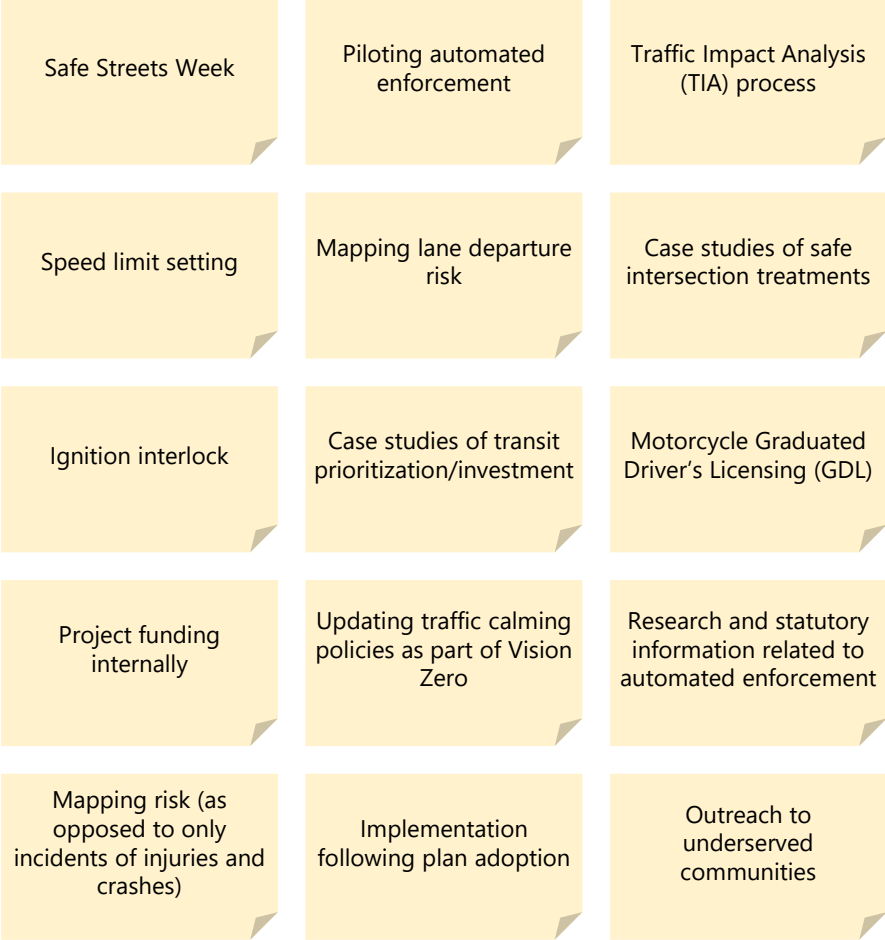 Safe Streets Week
Piloting automated
enforcement
Traffic Impact Analysis
(TIA) process
Speed limit setting
Mapping lane departure
risk
Case studies of safe
intersection treatments
Ignition interlock
Case studies of transit
prioritization/investment
Motorcycle Graduated
Driver’s Licensing (GDL)
Project funding
internally
Updating traffic calming
policies as part of Vision
Zero
Research and statutory
information related to
automated enforcement
Mapping risk (as
opposed to only
incidents of injuries and
crashes)
Implementation
following plan adoption
Outreach to
underserved
communities